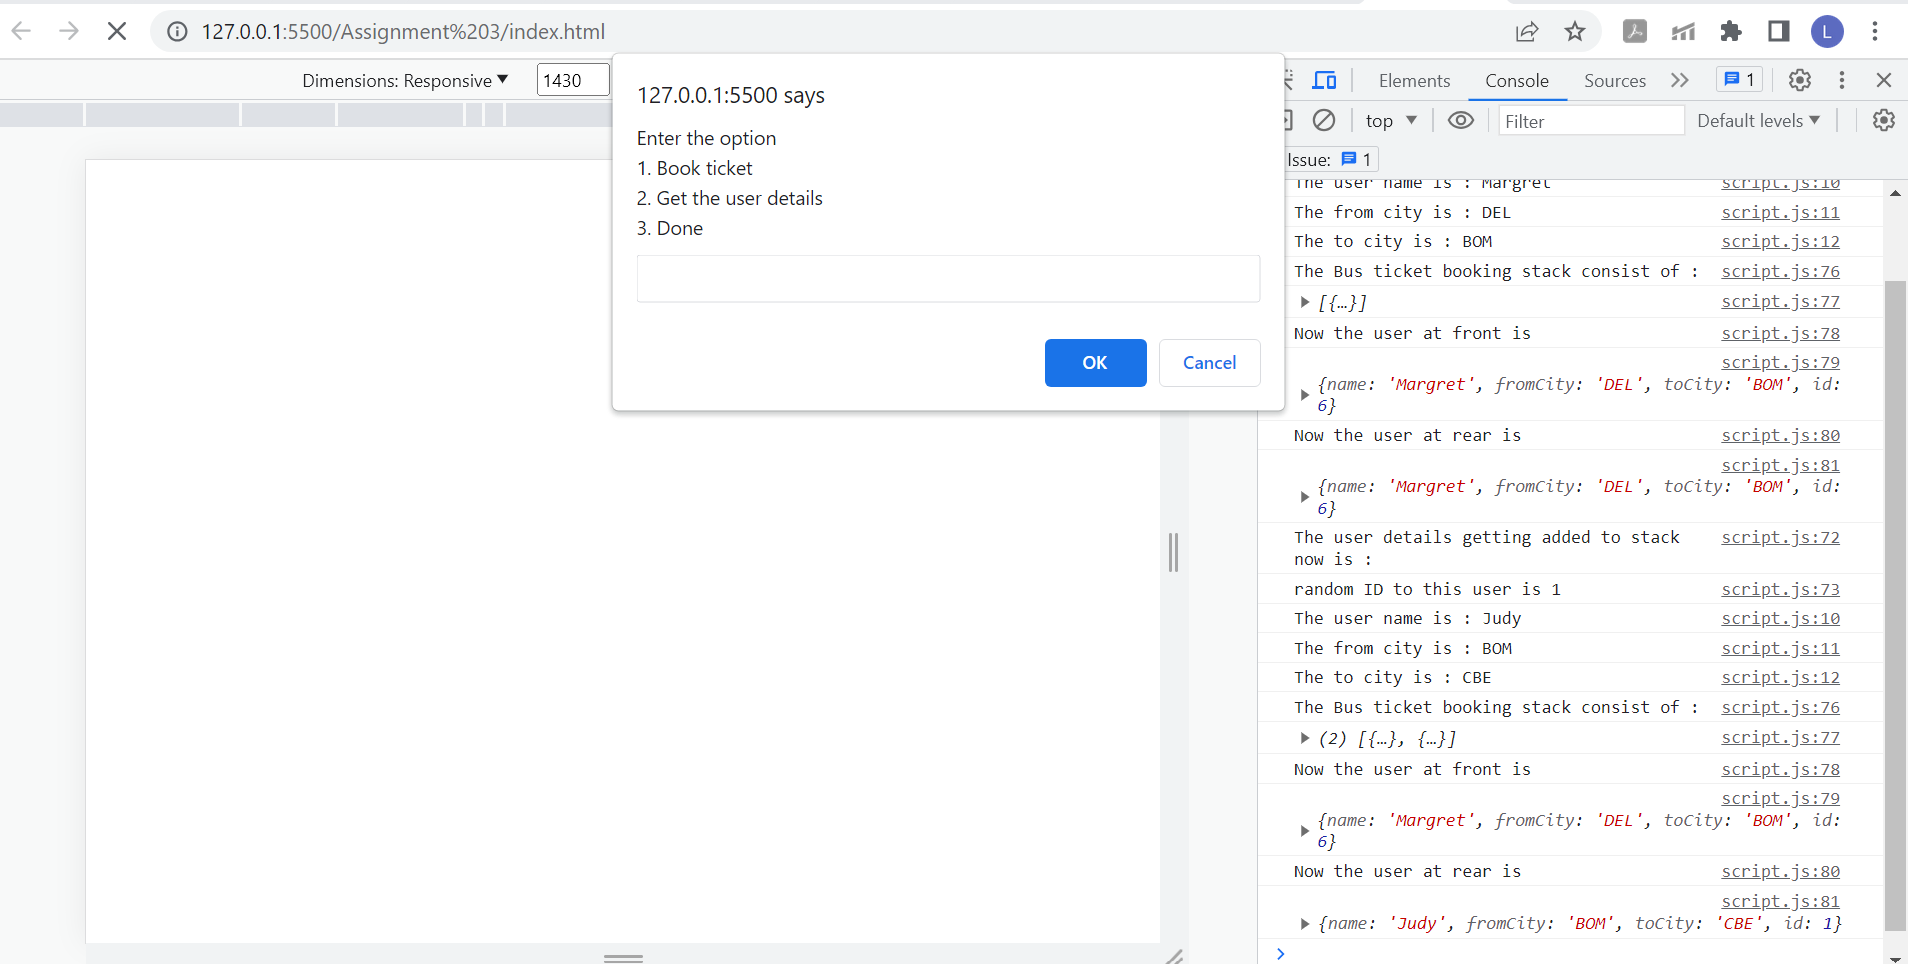 127.0.0.1:5500/Assignment%203/index.html
L
Dimensions: Responsive
1430
127.0.0.1:5500 says
Enter the option
1. Book ticket
2. Get the user details
3. Done
OK
Cancel
Elements Console Sources 1
top Filter Default levels
Issue: 1
The user name is : Margret script.js:10
The from city is : DEL script.js:11
The to city is : BOM script.js:12
The Bus ticket booking stack consist of : script.js:76
[{…}] script.js:77
Now the user at front is script.js:78
script.js:79
{name: 'Margret', fromCity: 'DEL', toCity: 'BOM', id:
6}
Now the user at rear is script.js:80
script.js:81
{name: 'Margret', fromCity: 'DEL', toCity: 'BOM', id:
6}
The user details getting added to stack script.js:72
now is :
random ID to this user is 1 script.js:73
The user name is : Judy script.js:10
The from city is : BOM script.js:11
The to city is : CBE script.js:12
The Bus ticket booking stack consist of : script.js:76
(2) [{…}, {…}] script.js:77
Now the user at front is script.js:78
script.js:79
{name: 'Margret', fromCity: 'DEL', toCity: 'BOM', id:
6}
Now the user at rear is script.js:80
script.js:81
{name: 'Judy', fromCity: 'BOM', toCity: 'CBE', id: 1}